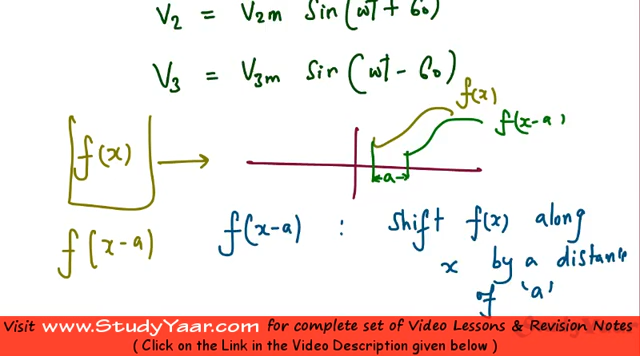 V2 = V2m Sin(ωT + 60)
V3 = V3m Sin(ωT - 60)
f(x)
f(x)
f(x-a)
a
f(x-a)
f(x-a) : shift f(x) along
x by a distance
of 'a'
Visit www.StudyYaar.com for complete set of Video Lessons & Revision Notes
( Click on the Link in the Video Description given below )